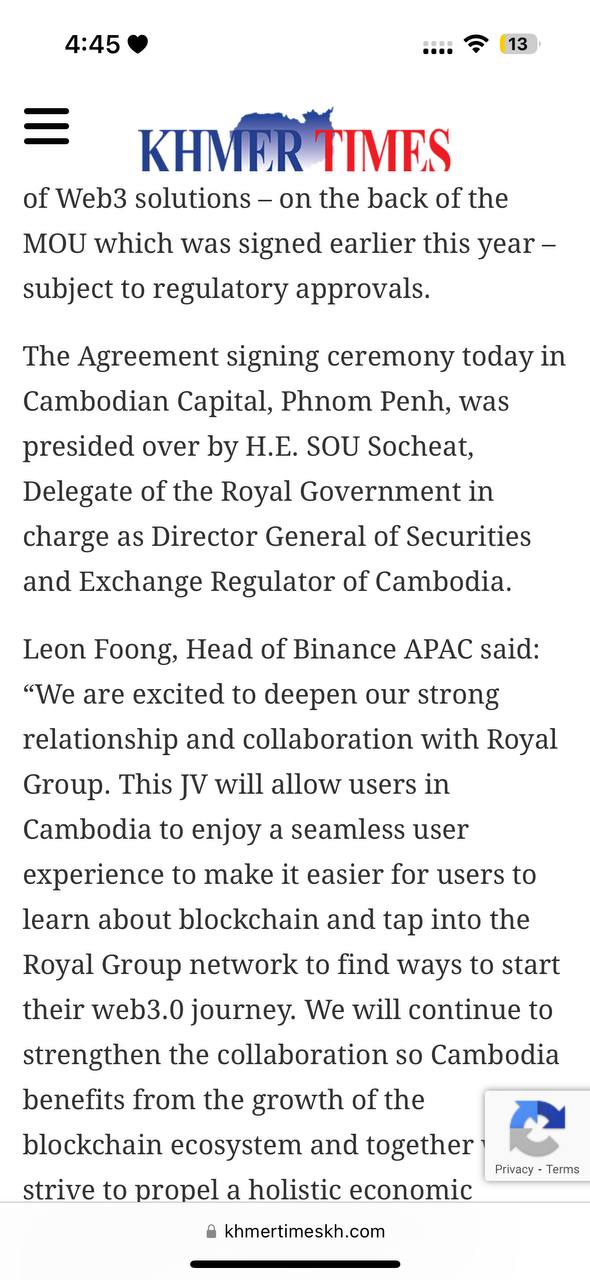 4:45
13
KHMER TIMES
of Web3 solutions – on the back of the
MOU which was signed earlier this year –
subject to regulatory approvals.
The Agreement signing ceremony today in
Cambodian Capital, Phnom Penh, was
presided over by H.E. SOU Socheat,
Delegate of the Royal Government in
charge as Director General of Securities
and Exchange Regulator of Cambodia.
Leon Foong, Head of Binance APAC said:
“We are excited to deepen our strong
relationship and collaboration with Royal
Group. This JV will allow users in
Cambodia to enjoy a seamless user
experience to make it easier for users to
learn about blockchain and tap into the
Royal Group network to find ways to start
their web3.0 journey. We will continue to
strengthen the collaboration so Cambodia
benefits from the growth of the
blockchain ecosystem and together
strive to propel a holistic economic
Privacy - Terms
khmertimeskh.com